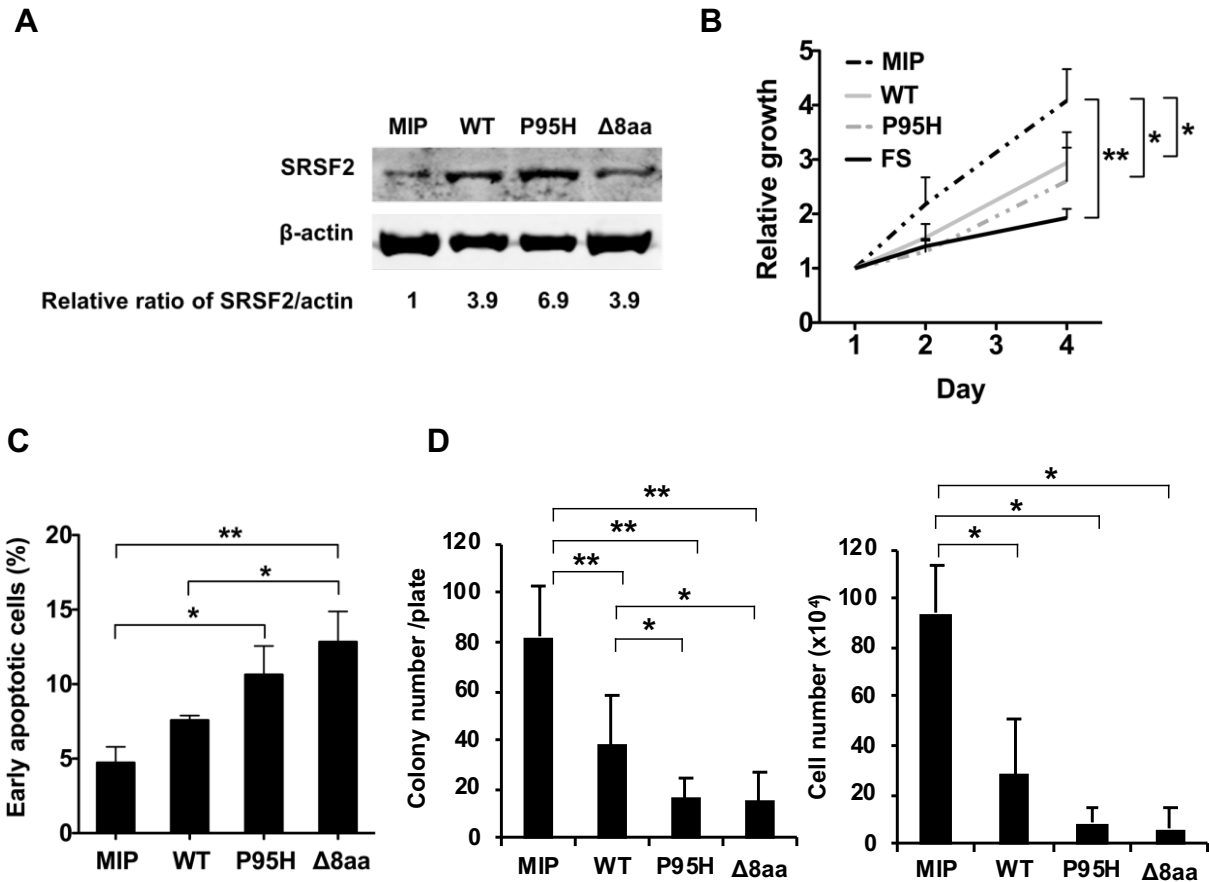 A
MIP WT P95H Δ8aa
SRSF2
β-actin
Relative ratio of SRSF2/actin 1 3.9 6.9 3.9
B
Relative growth
5
4
3
2
1
0
MIP
WT
P95H
FS
** * *
1 2 3 4
Day
C
Early apoptotic cells (%)
20
15
10
5
0
**
*
*
MIP WT P95H Δ8aa
D
Colony number /plate
120
100
80
60
40
20
0
**
**
**
*
*
MIP WT P95H Δ8aa
Cell number (x10⁴)
120
100
80
60
40
20
0
*
*
*
MIP WT P95H Δ8aa